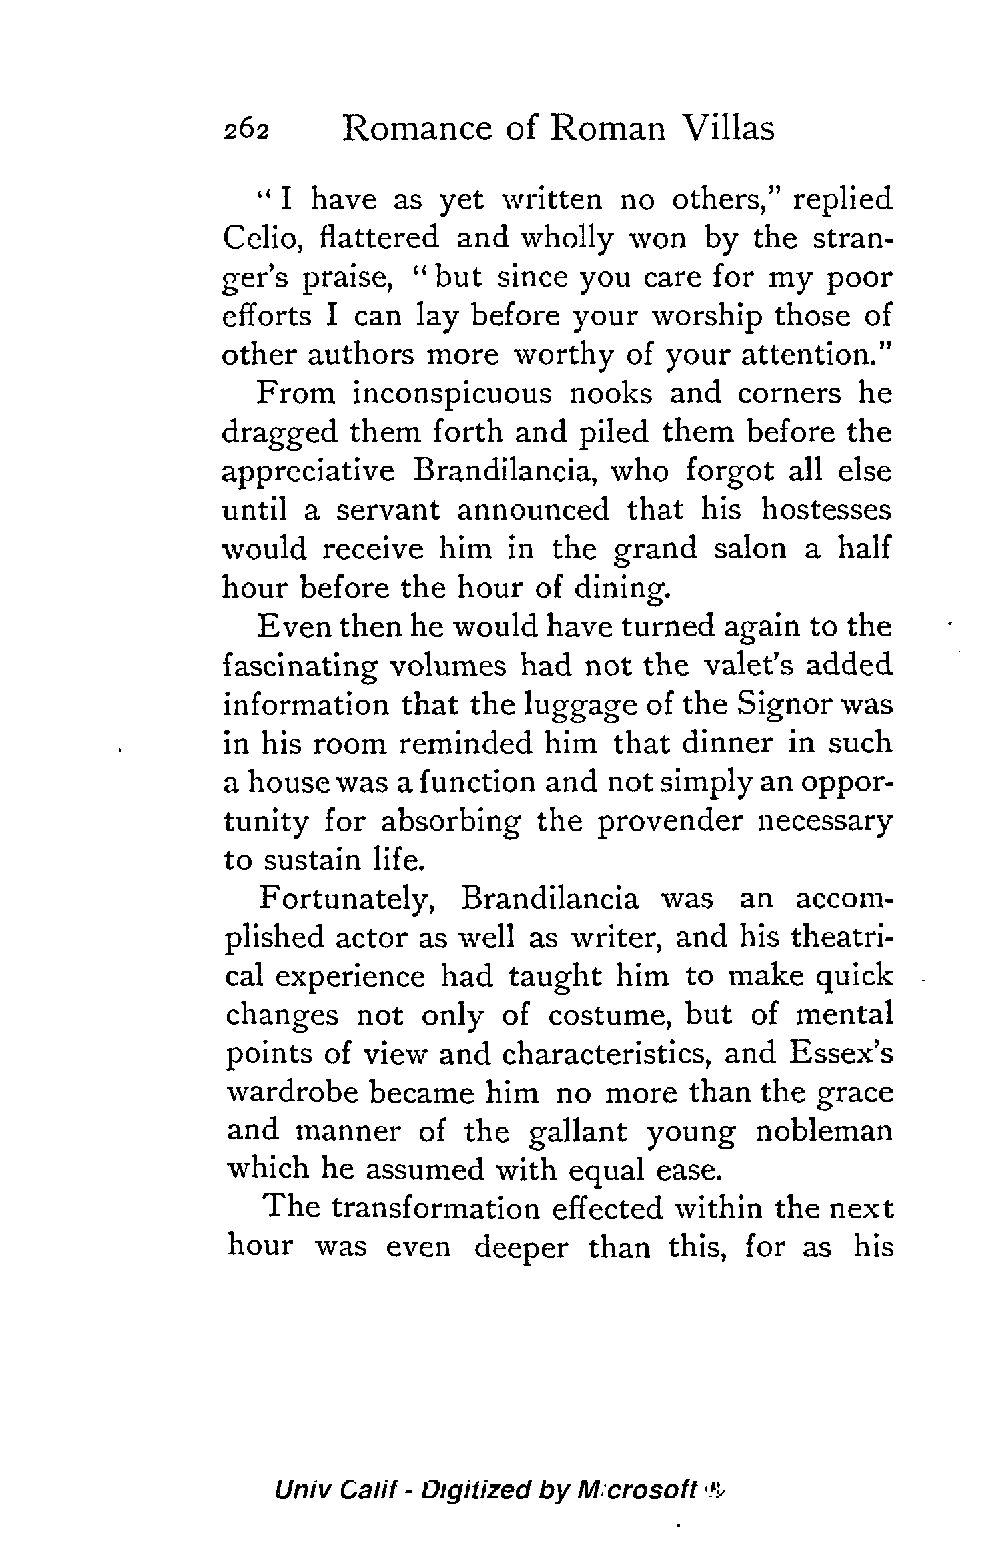 262 Romance of Roman Villas
“I have as yet written no others,” replied
Celio, flattered and wholly won by the stran-
ger’s praise, “but since you care for my poor
efforts I can lay before your worship those of
other authors more worthy of your attention.”
From inconspicuous nooks and corners he
dragged them forth and piled them before the
appreciative Brandilancia, who forgot all else
until a servant announced that his hostesses
would receive him in the grand salon a half
hour before the hour of dining.
Even then he would have turned again to the
fascinating volumes had not the valet’s added
information that the luggage of the Signor was
in his room reminded him that dinner in such
a house was a function and not simply an oppor-
tunity for absorbing the provender necessary
to sustain life.
Fortunately, Brandilancia was an accom-
plished actor as well as writer, and his theatri-
cal experience had taught him to make quick
changes not only of costume, but of mental
points of view and characteristics, and Essex’s
wardrobe became him no more than the grace
and manner of the gallant young nobleman
which he assumed with equal ease.
The transformation effected within the next
hour was even deeper than this, for as his
Univ Calif - Digitized by Microsoft ®